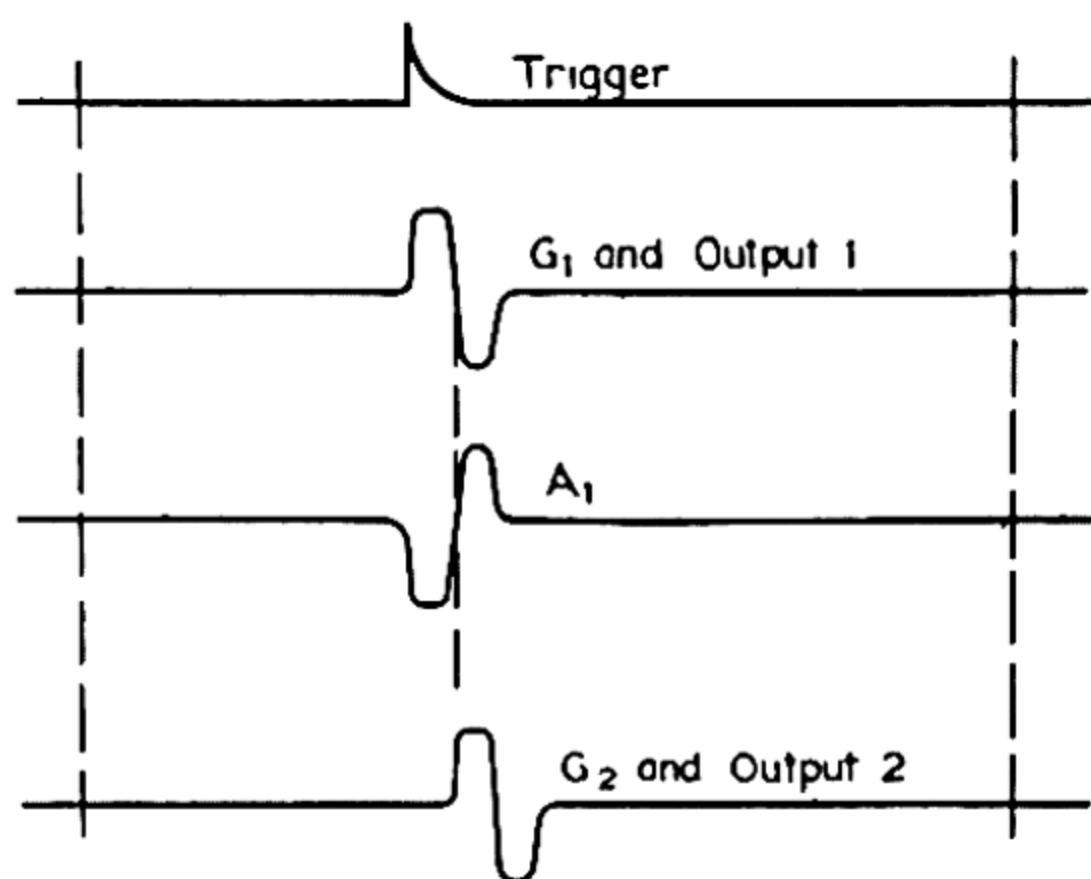 Trigger
G₁ and Output 1
A₁
G₂ and Output 2